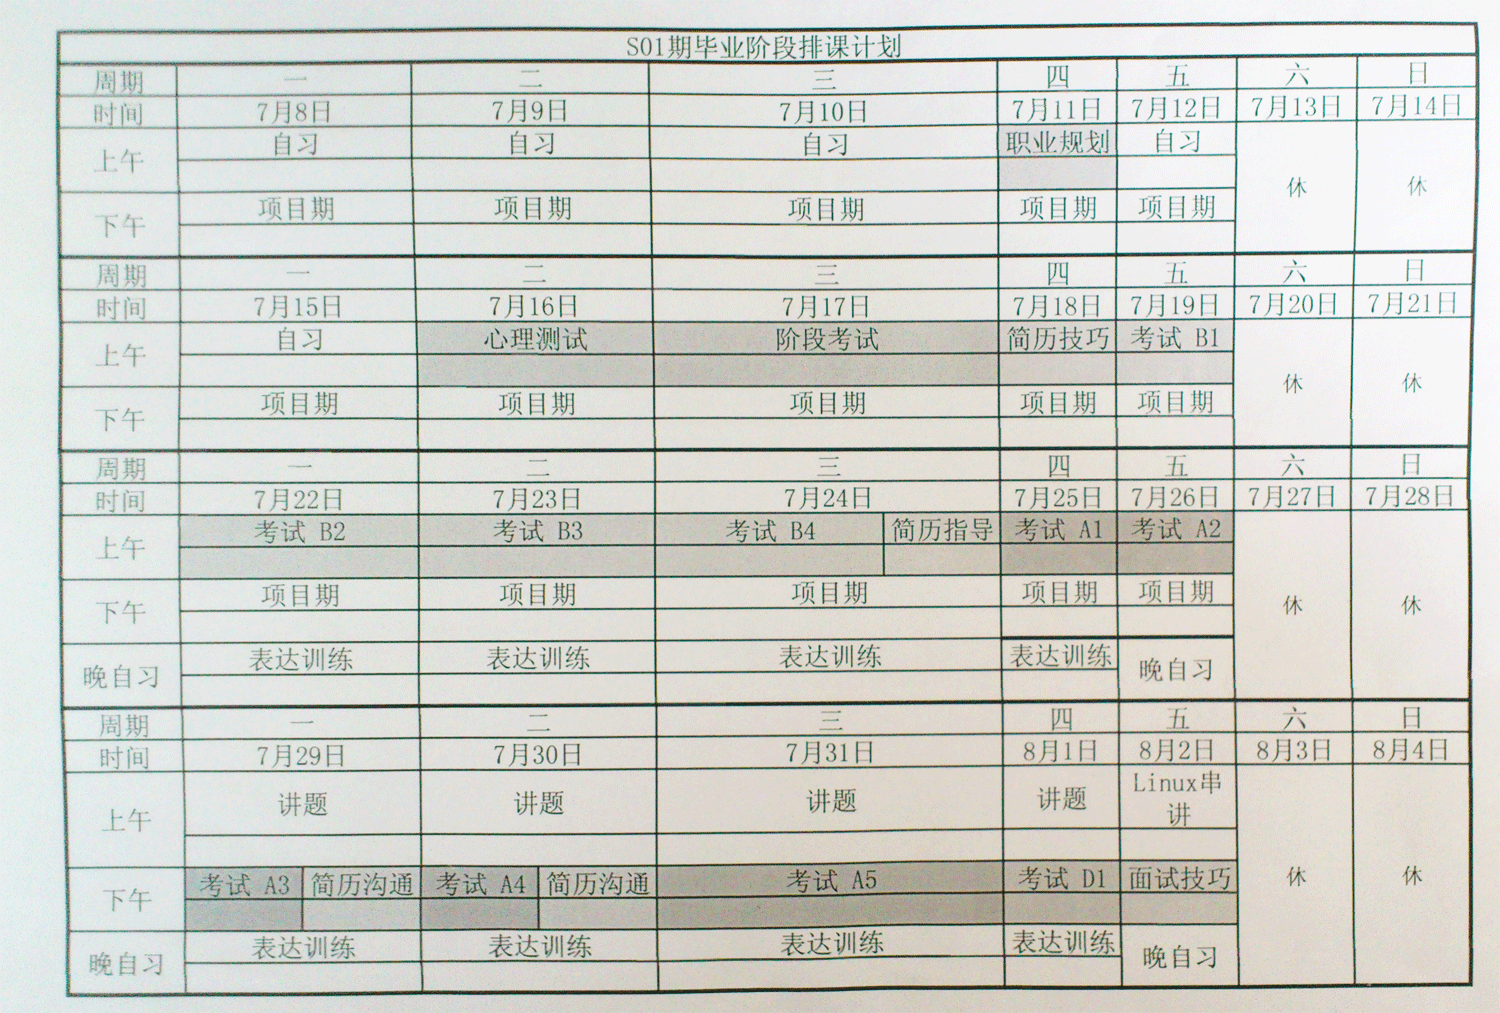 S01期毕业阶段排课计划
周期 一 二 三 四 五 六 日
时间 7月8日 7月9日 7月10日 7月11日 7月12日 7月13日 7月14日
上午 自习 自习 自习 职业规划 自习 休 休
下午 项目期 项目期 项目期 项目期 项目期
周期 一 二 三 四 五 六 日
时间 7月15日 7月16日 7月17日 7月18日 7月19日 7月20日 7月21日
上午 自习 心理测试 阶段考试 简历技巧 考试 B1 休 休
下午 项目期 项目期 项目期 项目期 项目期
周期 一 二 三 四 五 六 日
时间 7月22日 7月23日 7月24日 7月25日 7月26日 7月27日 7月28日
上午 考试 B2 考试 B3 考试 B4 简历指导 考试 A1 考试 A2 休 休
下午 项目期 项目期 项目期 项目期 项目期
晚自习 表达训练 表达训练 表达训练 表达训练 晚自习
周期 一 二 三 四 五 六 日
时间 7月29日 7月30日 7月31日 8月1日 8月2日 8月3日 8月4日
上午 讲题 讲题 讲题 讲题 Linux串
讲
下午 考试 A3 简历沟通 考试 A4 简历沟通 考试 A5 考试 D1 面试技巧 休 休
晚自习 表达训练 表达训练 表达训练 表达训练 晚自习